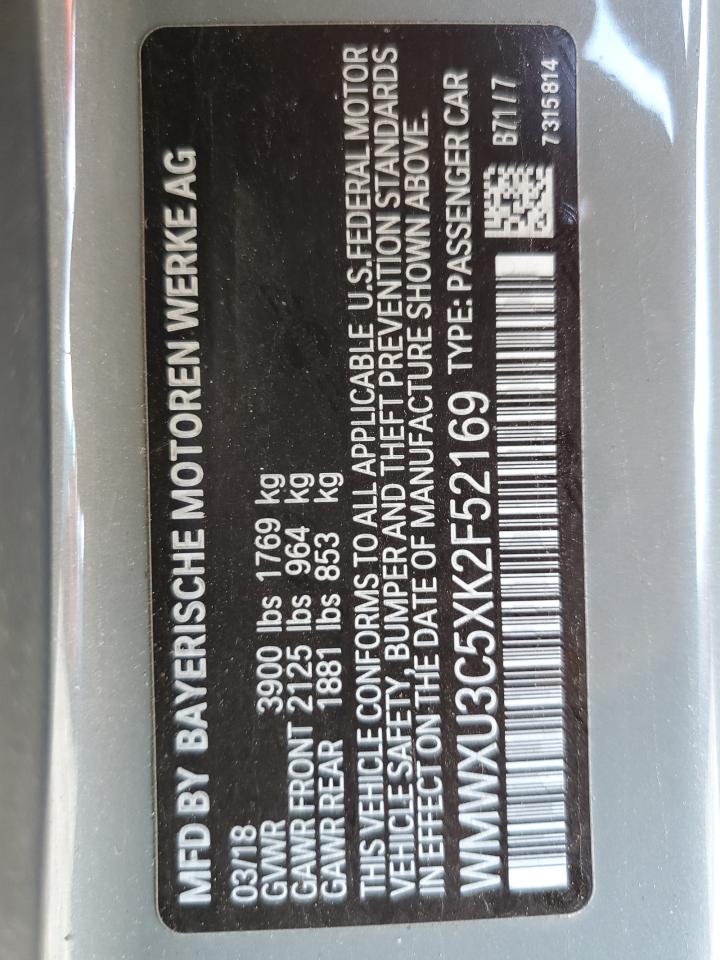 MFD BY BAYERISCHE MOTOREN WERKE AG
03/18
GVWR 3900 lbs 1769 kg
GAWR FRONT 2125 lbs 964 kg
GAWR REAR 1881 lbs 853 kg
THIS VEHICLE CONFORMS TO ALL APPLICABLE U.S.FEDERAL MOTOR
VEHICLE SAFETY, BUMPER AND THEFT PREVENTION STANDARDS
IN EFFECT ON THE DATE OF MANUFACTURE SHOWN ABOVE.
WMWXU3C5XK2F52169 TYPE: PASSENGER CAR
B71/7
7315814